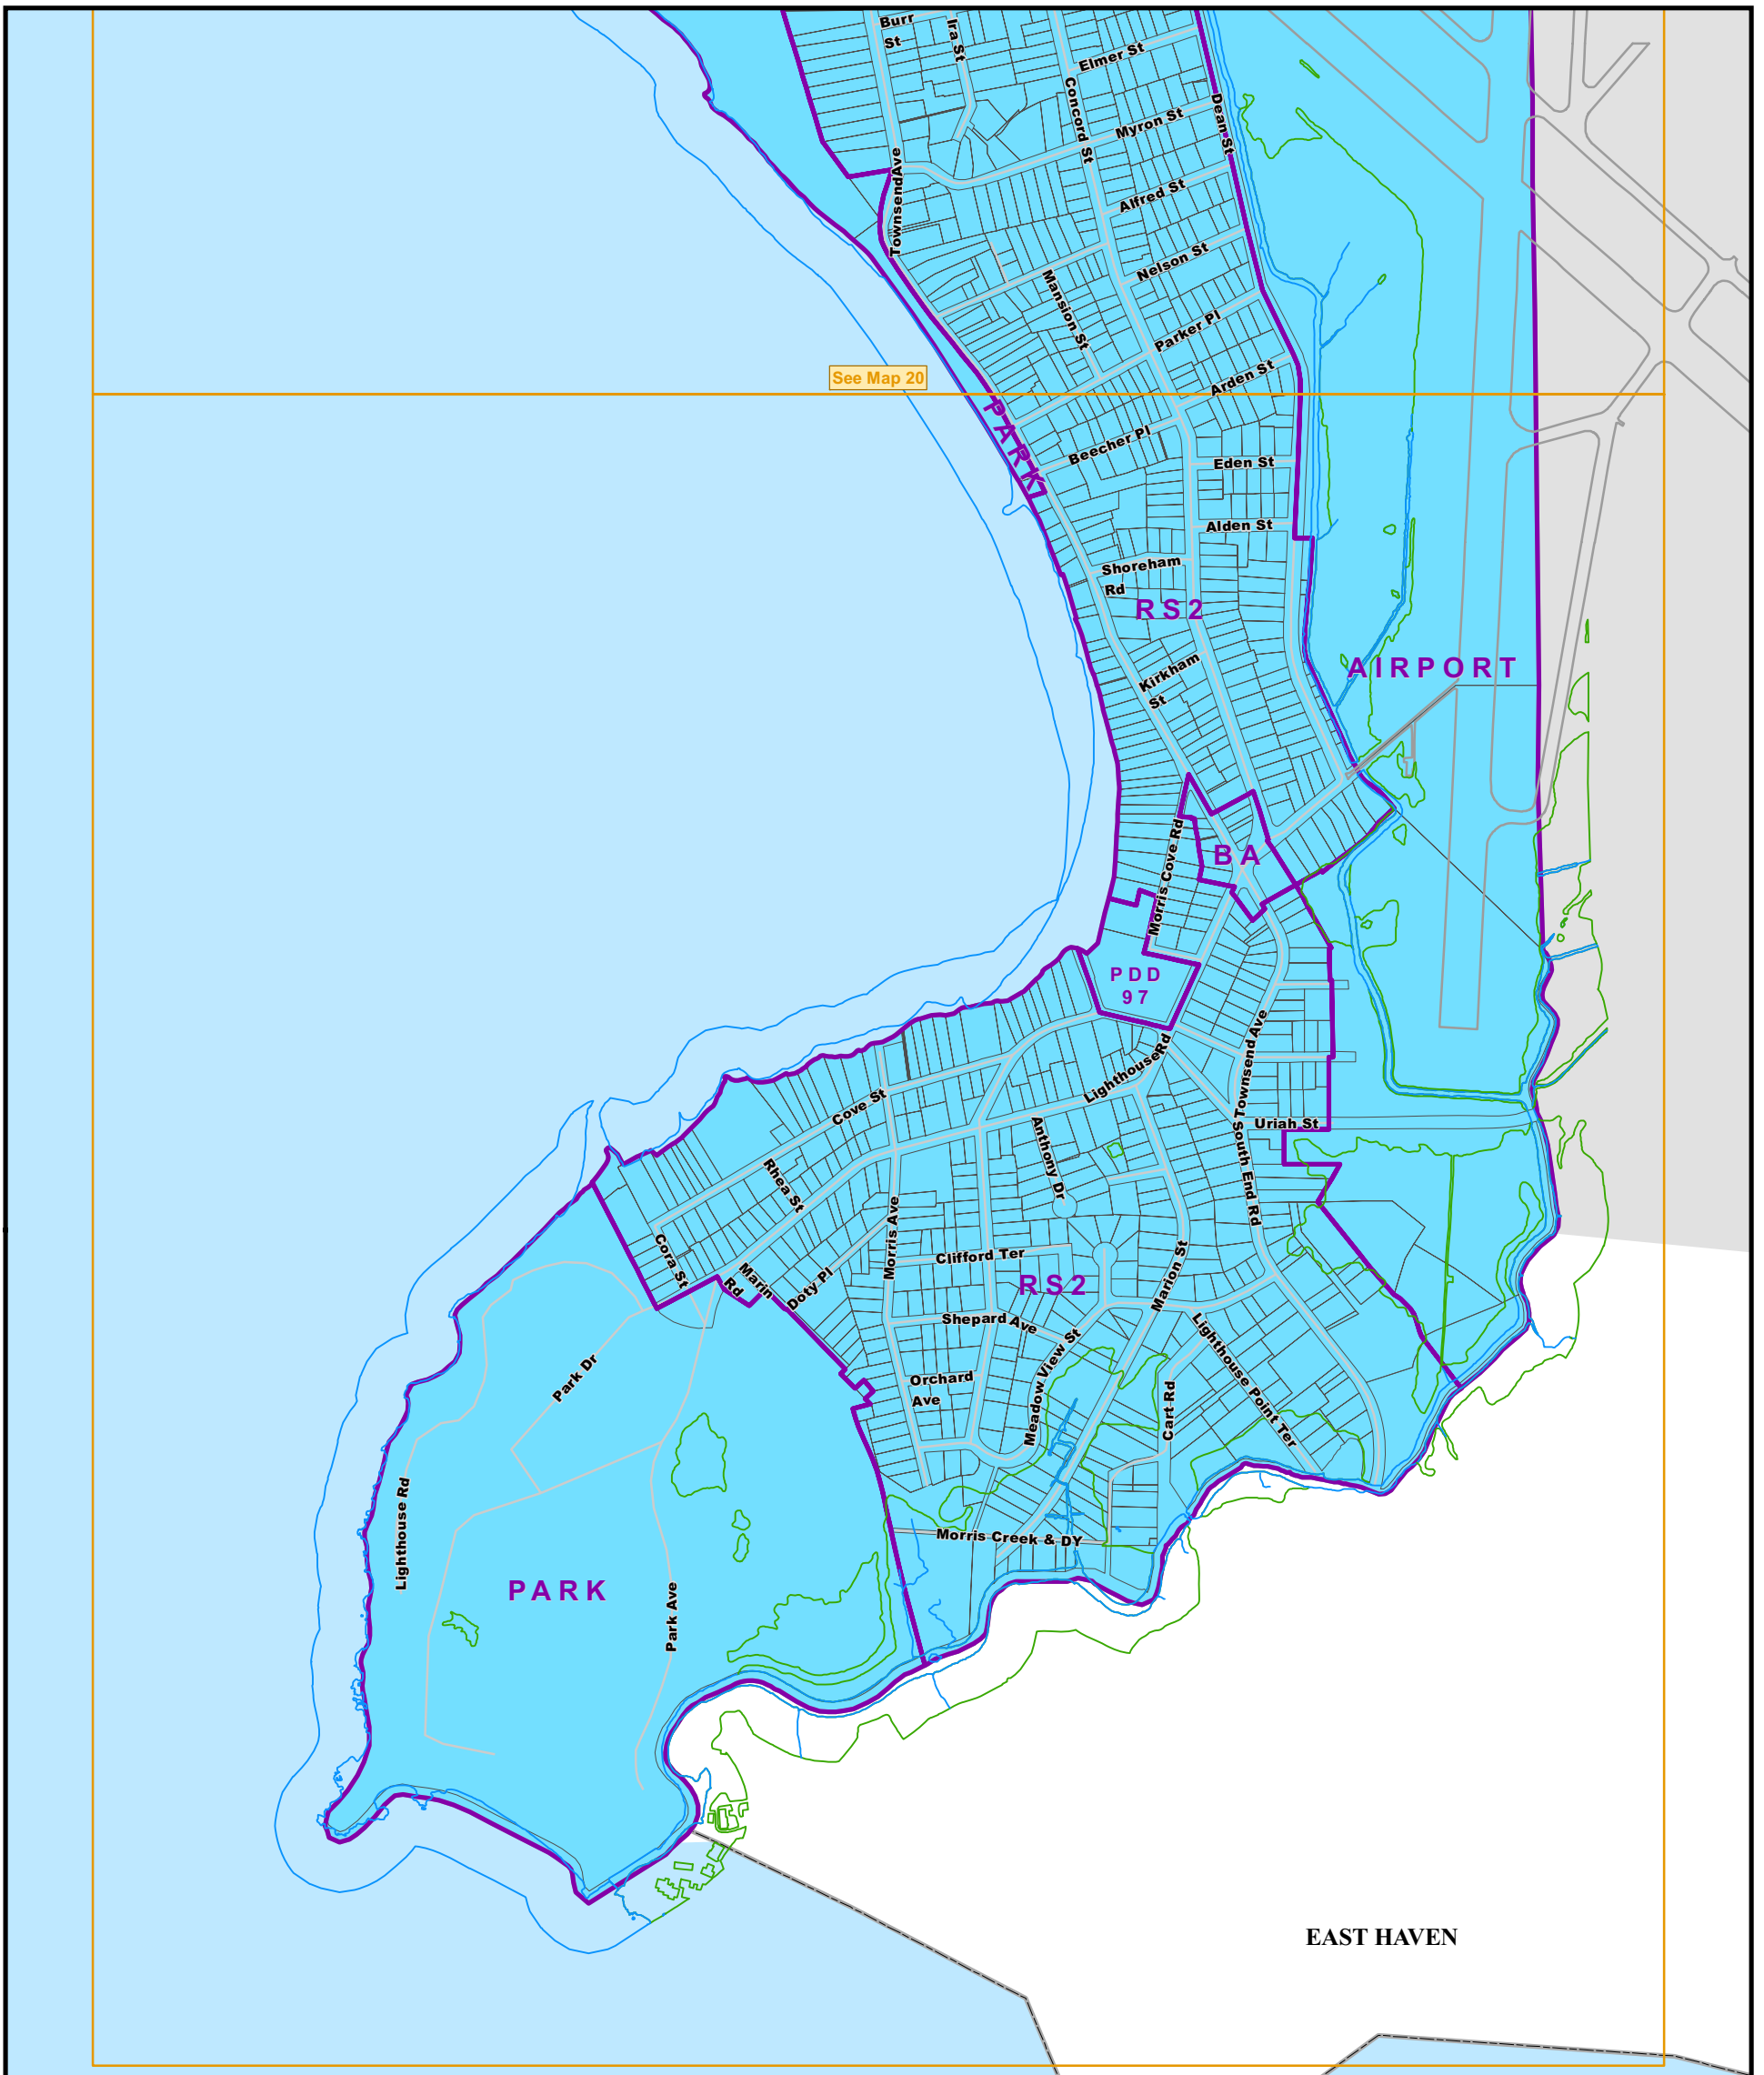 Burr
St
Ira St
Elmer St
Concord St
Dean St
Myron St
Townsend Ave
Alfred St
Nelson St
Mansion St
Parker Pl
See Map 20
Arden St
PARK
Beecher Pl
Eden St
Alden St
Shoreham
Rd
RS2
Kirkham
St
AIRPORT
Morris Cove Rd
BA
PDD
97
Lighthouse Rd
Townsend Ave
Cove St
Uriah St
Anthony Dr
South End Rd
Rhea St
Morris Ave
Cora St
Marin
Rd
Doty Pl
Clifford Ter
RS2
Marion St
Shepard Ave
Lighthouse Point Ter
Meadow View St
Park Dr
Orchard
Ave
Cart Rd
Lighthouse Rd
Morris Creek & DY
PARK
Park Ave
EAST HAVEN